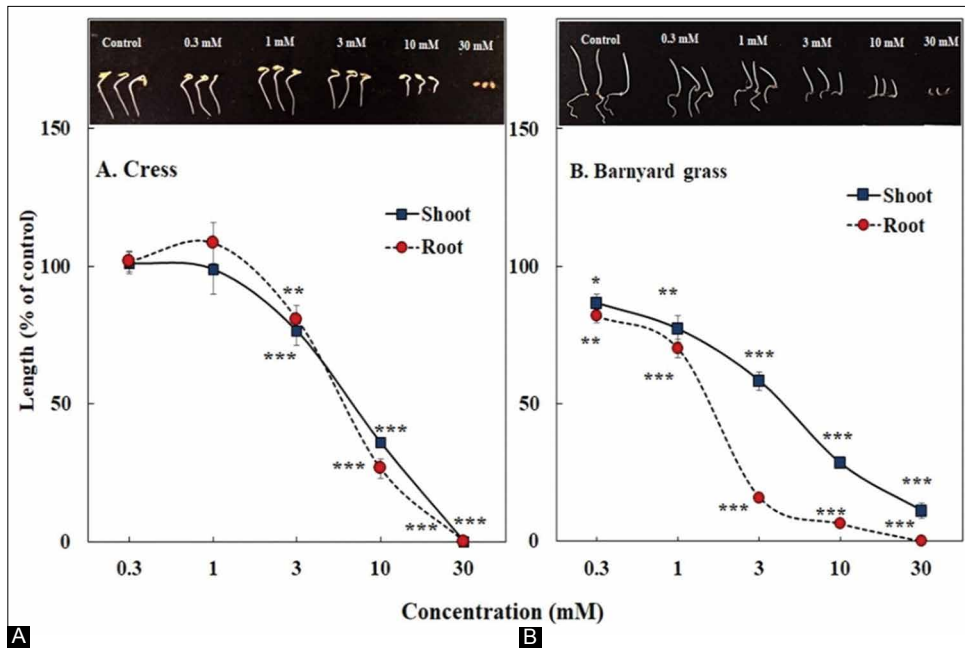 Control 0.3 mM 1 mM 3 mM 10 mM 30 mM
Control 0.3 mM 1 mM 3 mM 10 mM 30 mM
150
A. Cress
Shoot
Root
100
**
***
50
***
***
*** ***
0
0.3 1 3 10 30
Length (% of control)
150
B. Barnyard grass
Shoot
Root
100
*
**
**
***
***
50
***
***
***
***
***
0
0.3 1 3 10 30
Concentration (mM)
A
B